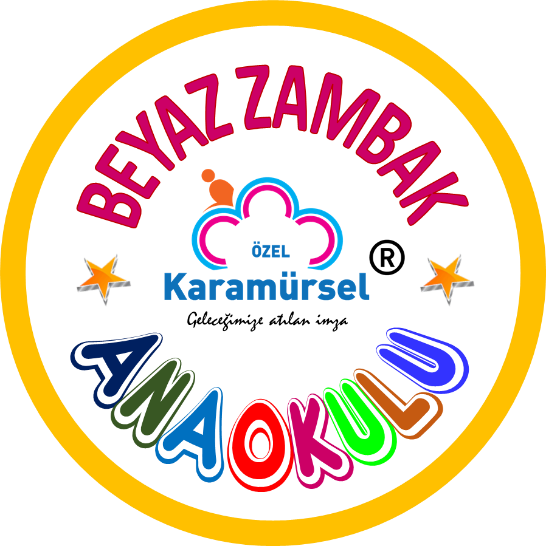 BEYAZ ZAMBAK
ÖZEL
Karamürsel ®
Geleceğimize atılan imza
ANAOKULU